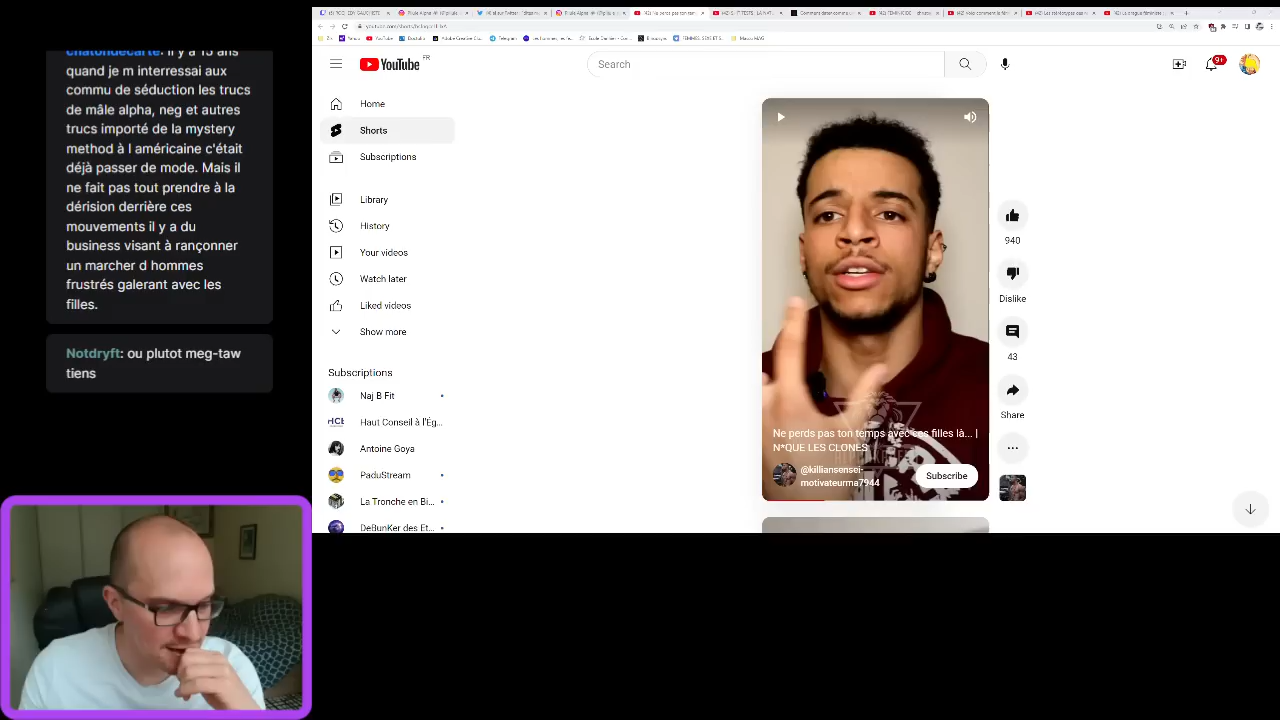 chatondecarte: il y a 15 ans
quand je m interressai aux
commu de séduction les trucs
de mâle alpha, neg et autres
trucs importé de la mystery
method à l américaine c'était
déjà passer de mode. Mais il
ne fait pas tout prendre à la
dérision derrière ces
mouvements il y a du
business visant à rançonner
un marcher d hommes
frustrés galerant avec les
filles.
Notdryft: ou plutot meg-taw
tiens
YouTube FR
Search
9+
Home
Shorts
Subscriptions
Library
History
Your videos
Watch later
Liked videos
Show more
Subscriptions
Naj B Fit
Haut Conseil à l'Ég...
Antoine Goya
PaduStream
La Tronche en Bi...
DeBunKer des Et...
Ne perds pas ton temps avec ces filles là... |
N*QUE LES CLONES
@killiansensei-
motivateurma7944
Subscribe
940
Dislike
43
Share